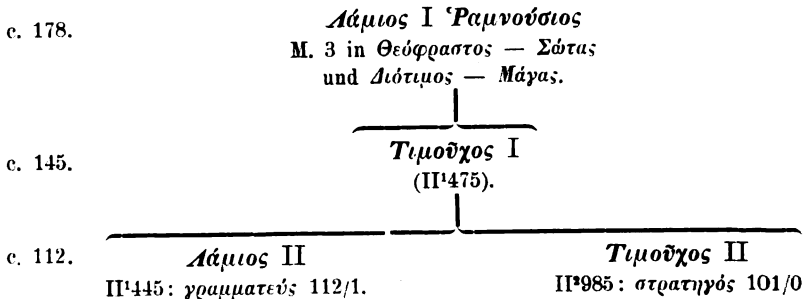 c. 178. Λάμιος I Ῥαμνούσιος
M. 3 in Θεόφραστος — Σώτας
und Διότιμος — Μάγας.
c. 145. Τιμοῦχος I
(II¹475).
c. 112. Λάμιος II Τιμοῦχος II
II¹445: γραμματεύς 112/1. II²985: στρατηγός 101/0